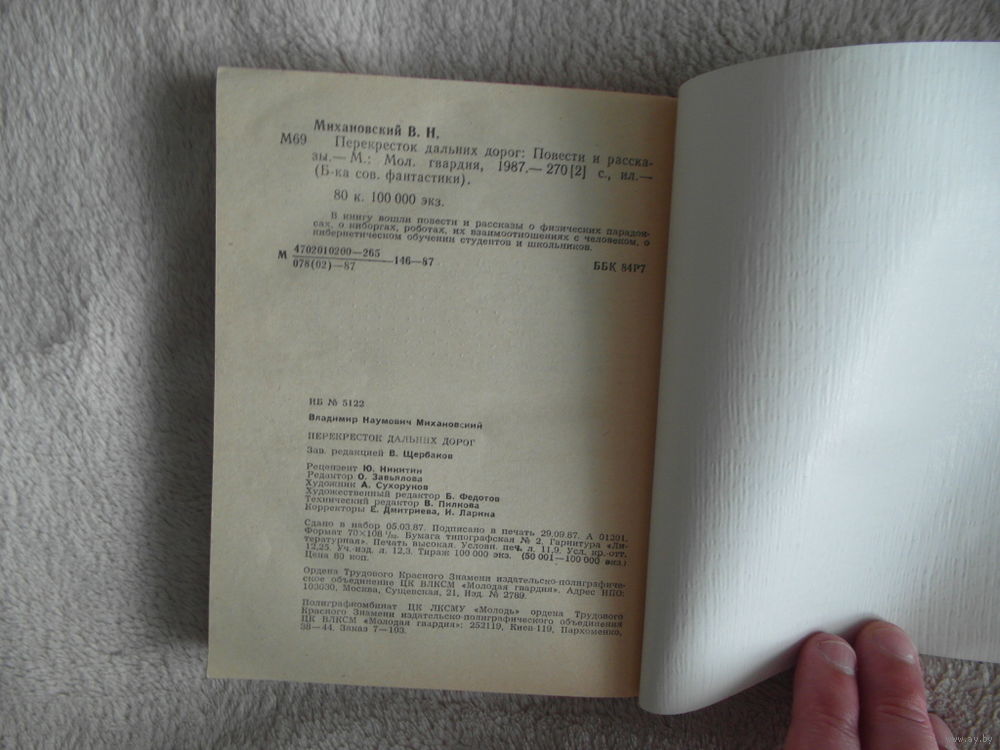 Михановский В. Н.
М69 Перекресток дальних дорог: Повести и расска-
зы.— М.: Мол. гвардия, 1987.— 270[2] с., ил.—
(Б-ка сов. фантастики).
80 к. 100 000 экз.
В книгу вошли повести и рассказы о физических парадок-
сах, о киборгах, роботах, их взаимоотношениях с человеком, о
кибернетическом обучении студентов и школьников.
М 4702010200—265
078(02)—87
—146—87
ББК 84Р7
ИБ № 5122
Владимир Наумович Михановский
ПЕРЕКРЕСТОК ДАЛЬНИХ ДОРОГ
Зав. редакцией В. Щербаков
Рецензент Ю. Никитин
Редактор О. Завьялова
Художник А. Сухоруков
Художественный редактор Б. Федотов
Технический редактор В. Пилкова
Корректоры Е. Дмитриева, И. Ларина
Сдано в набор 05.03.87. Подписано в печать 29.09.87. А 01301.
Формат 70×108 1/32. Бумага типографская № 2. Гарнитура «Ли-
тературная». Печать высокая. Условн. печ. л. 11,9. Усл. кр.-отт.
12,25. Уч.-изд. л. 12,3. Тираж 100 000 экз. (50 001—100 000 экз.)
Цена 80 коп.
Ордена Трудового Красного Знамени издательско-полиграфиче-
ское объединение ЦК ВЛКСМ «Молодая гвардия». Адрес НПО:
103030, Москва, Сущевская, 21, Изд. № 2789.
Полиграфкомбинат ЦК ЛКСМУ «Молодь» ордена Трудового
Красного Знамени издательско-полиграфического объединения
ЦК ВЛКСМ «Молодая гвардия»: 252119, Киев-119, Пархоменко,
38—44. Заказ 7—103.
www.ay.by